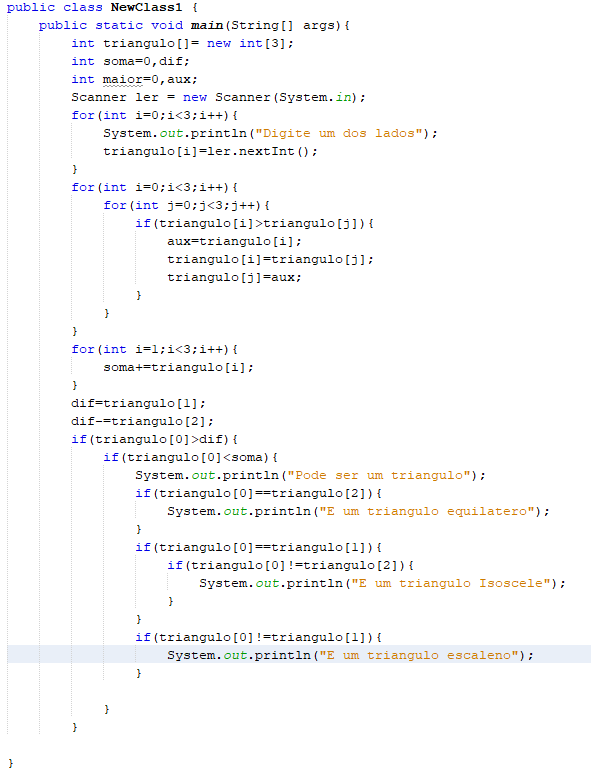 public class NewClass1 {
public static void main(String[] args){
int triangulo[]= new int[3];
int soma=0,dif;
int maior=0,aux;
Scanner ler = new Scanner(System.in);
for(int i=0;i<3;i++){
System.out.println("Digite um dos lados");
triangulo[i]=ler.nextInt();
}
for(int i=0;i<3;i++){
for(int j=0;j<3;j++){
if(triangulo[i]>triangulo[j]){
aux=triangulo[i];
triangulo[i]=triangulo[j];
triangulo[j]=aux;
}
}
}
for(int i=1;i<3;i++){
soma+=triangulo[i];
}
dif=triangulo[1];
dif-=triangulo[2];
if(triangulo[0]>dif){
if(triangulo[0]<soma){
System.out.println("Pode ser um triangulo");
if(triangulo[0]==triangulo[2]){
System.out.println("E um triangulo equilatero");
}
if(triangulo[0]==triangulo[1]){
if(triangulo[0]!=triangulo[2]){
System.out.println("E um triangulo Isoscele");
}
}
if(triangulo[0]!=triangulo[1]){
System.out.println("E um triangulo escaleno");
}
}
}
}